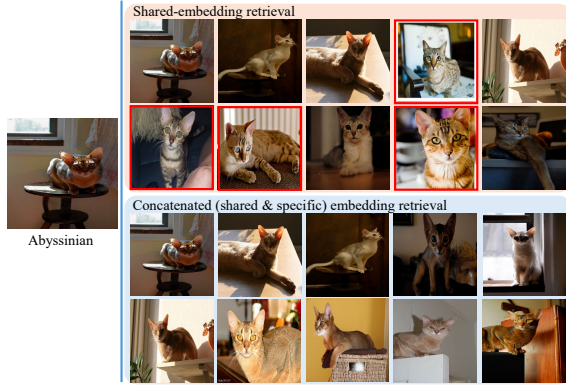 Shared-embedding retrieval
Concatenated (shared & specific) embedding retrieval
Abyssinian